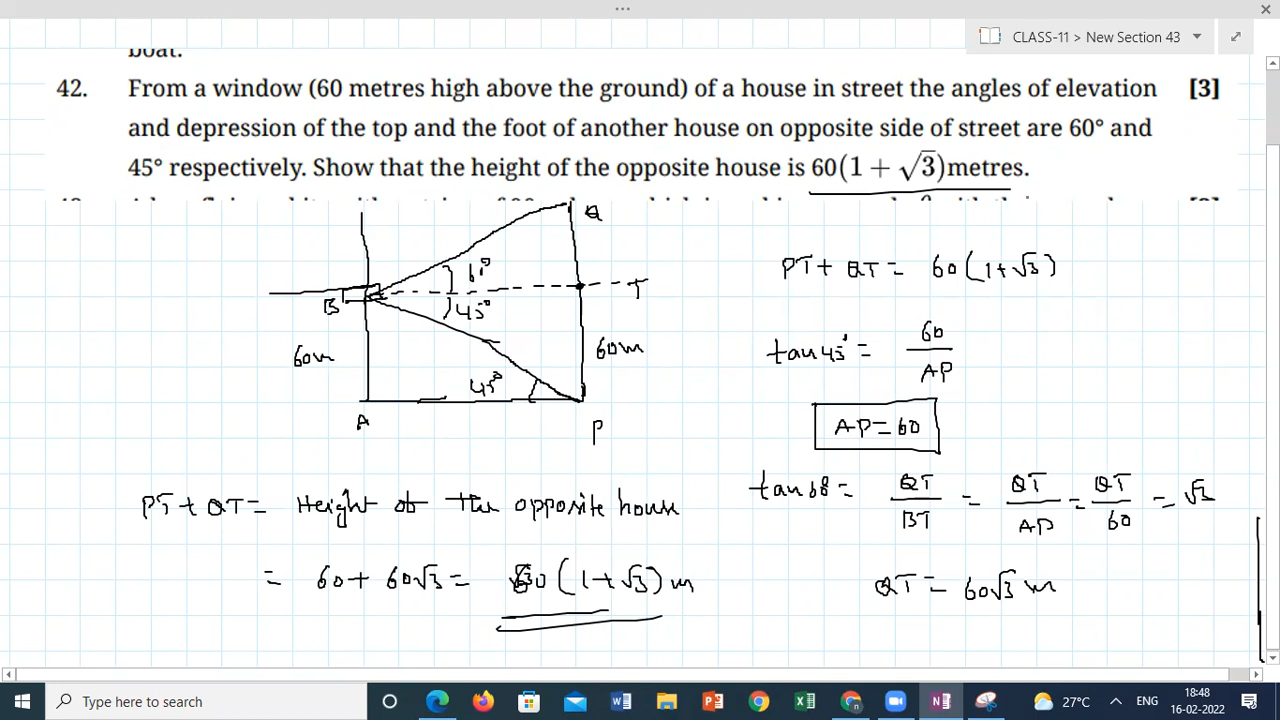 CLASS-11 > New Section 43
boat.
42. From a window (60 metres high above the ground) of a house in street the angles of elevation [3]
and depression of the top and the foot of another house on opposite side of street are 60° and
45° respectively. Show that the height of the opposite house is 60(1 + √3)metres.
Q
60°
B
45°
T
60m
60m
45°
A
P
PT + QT = Height of the opposite house
= 60 + 60√3 = 60 (1+√3) m
PT + QT = 60 (1+√3)
tan 45° = 60/AP
AP = 60
tan 60 = QT/BT = QT/AP = QT/60 = √3
QT = 60√3 m
Type here to search
27°C
ENG
18:48
16-02-2022